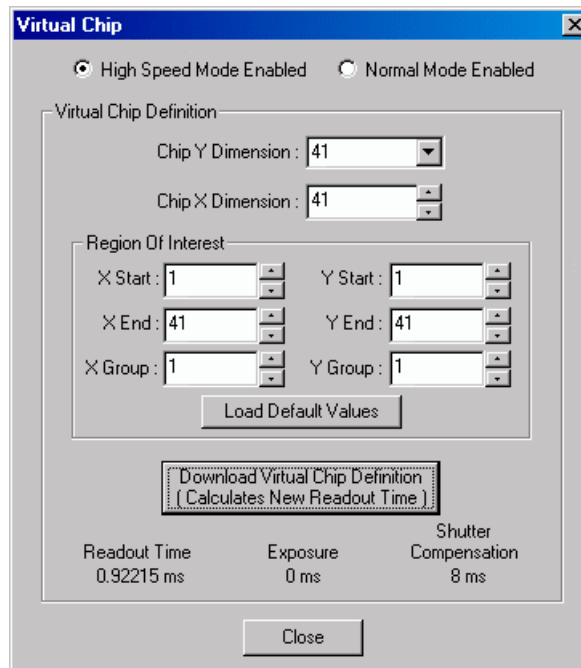 Virtual Chip
High Speed Mode Enabled Normal Mode Enabled
Virtual Chip Definition
Chip Y Dimension : 41
Chip X Dimension : 41
Region Of Interest
X Start : 1 Y Start : 1
X End : 41 Y End : 41
X Group : 1 Y Group : 1
Load Default Values
Download Virtual Chip Definition
( Calculates New Readout Time )
Readout Time Exposure Shutter Compensation
0.92215 ms 0 ms 8 ms
Close